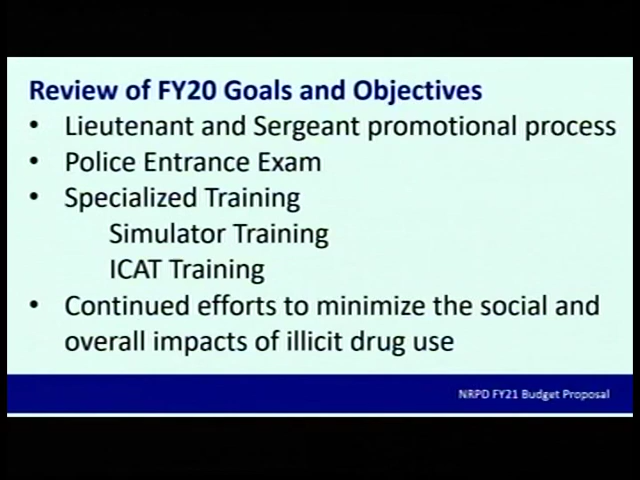 Review of FY20 Goals and Objectives
• Lieutenant and Sergeant promotional process
• Police Entrance Exam
• Specialized Training
Simulator Training
ICAT Training
• Continued efforts to minimize the social and
overall impacts of illicit drug use
NRPD FY21 Budget Proposal